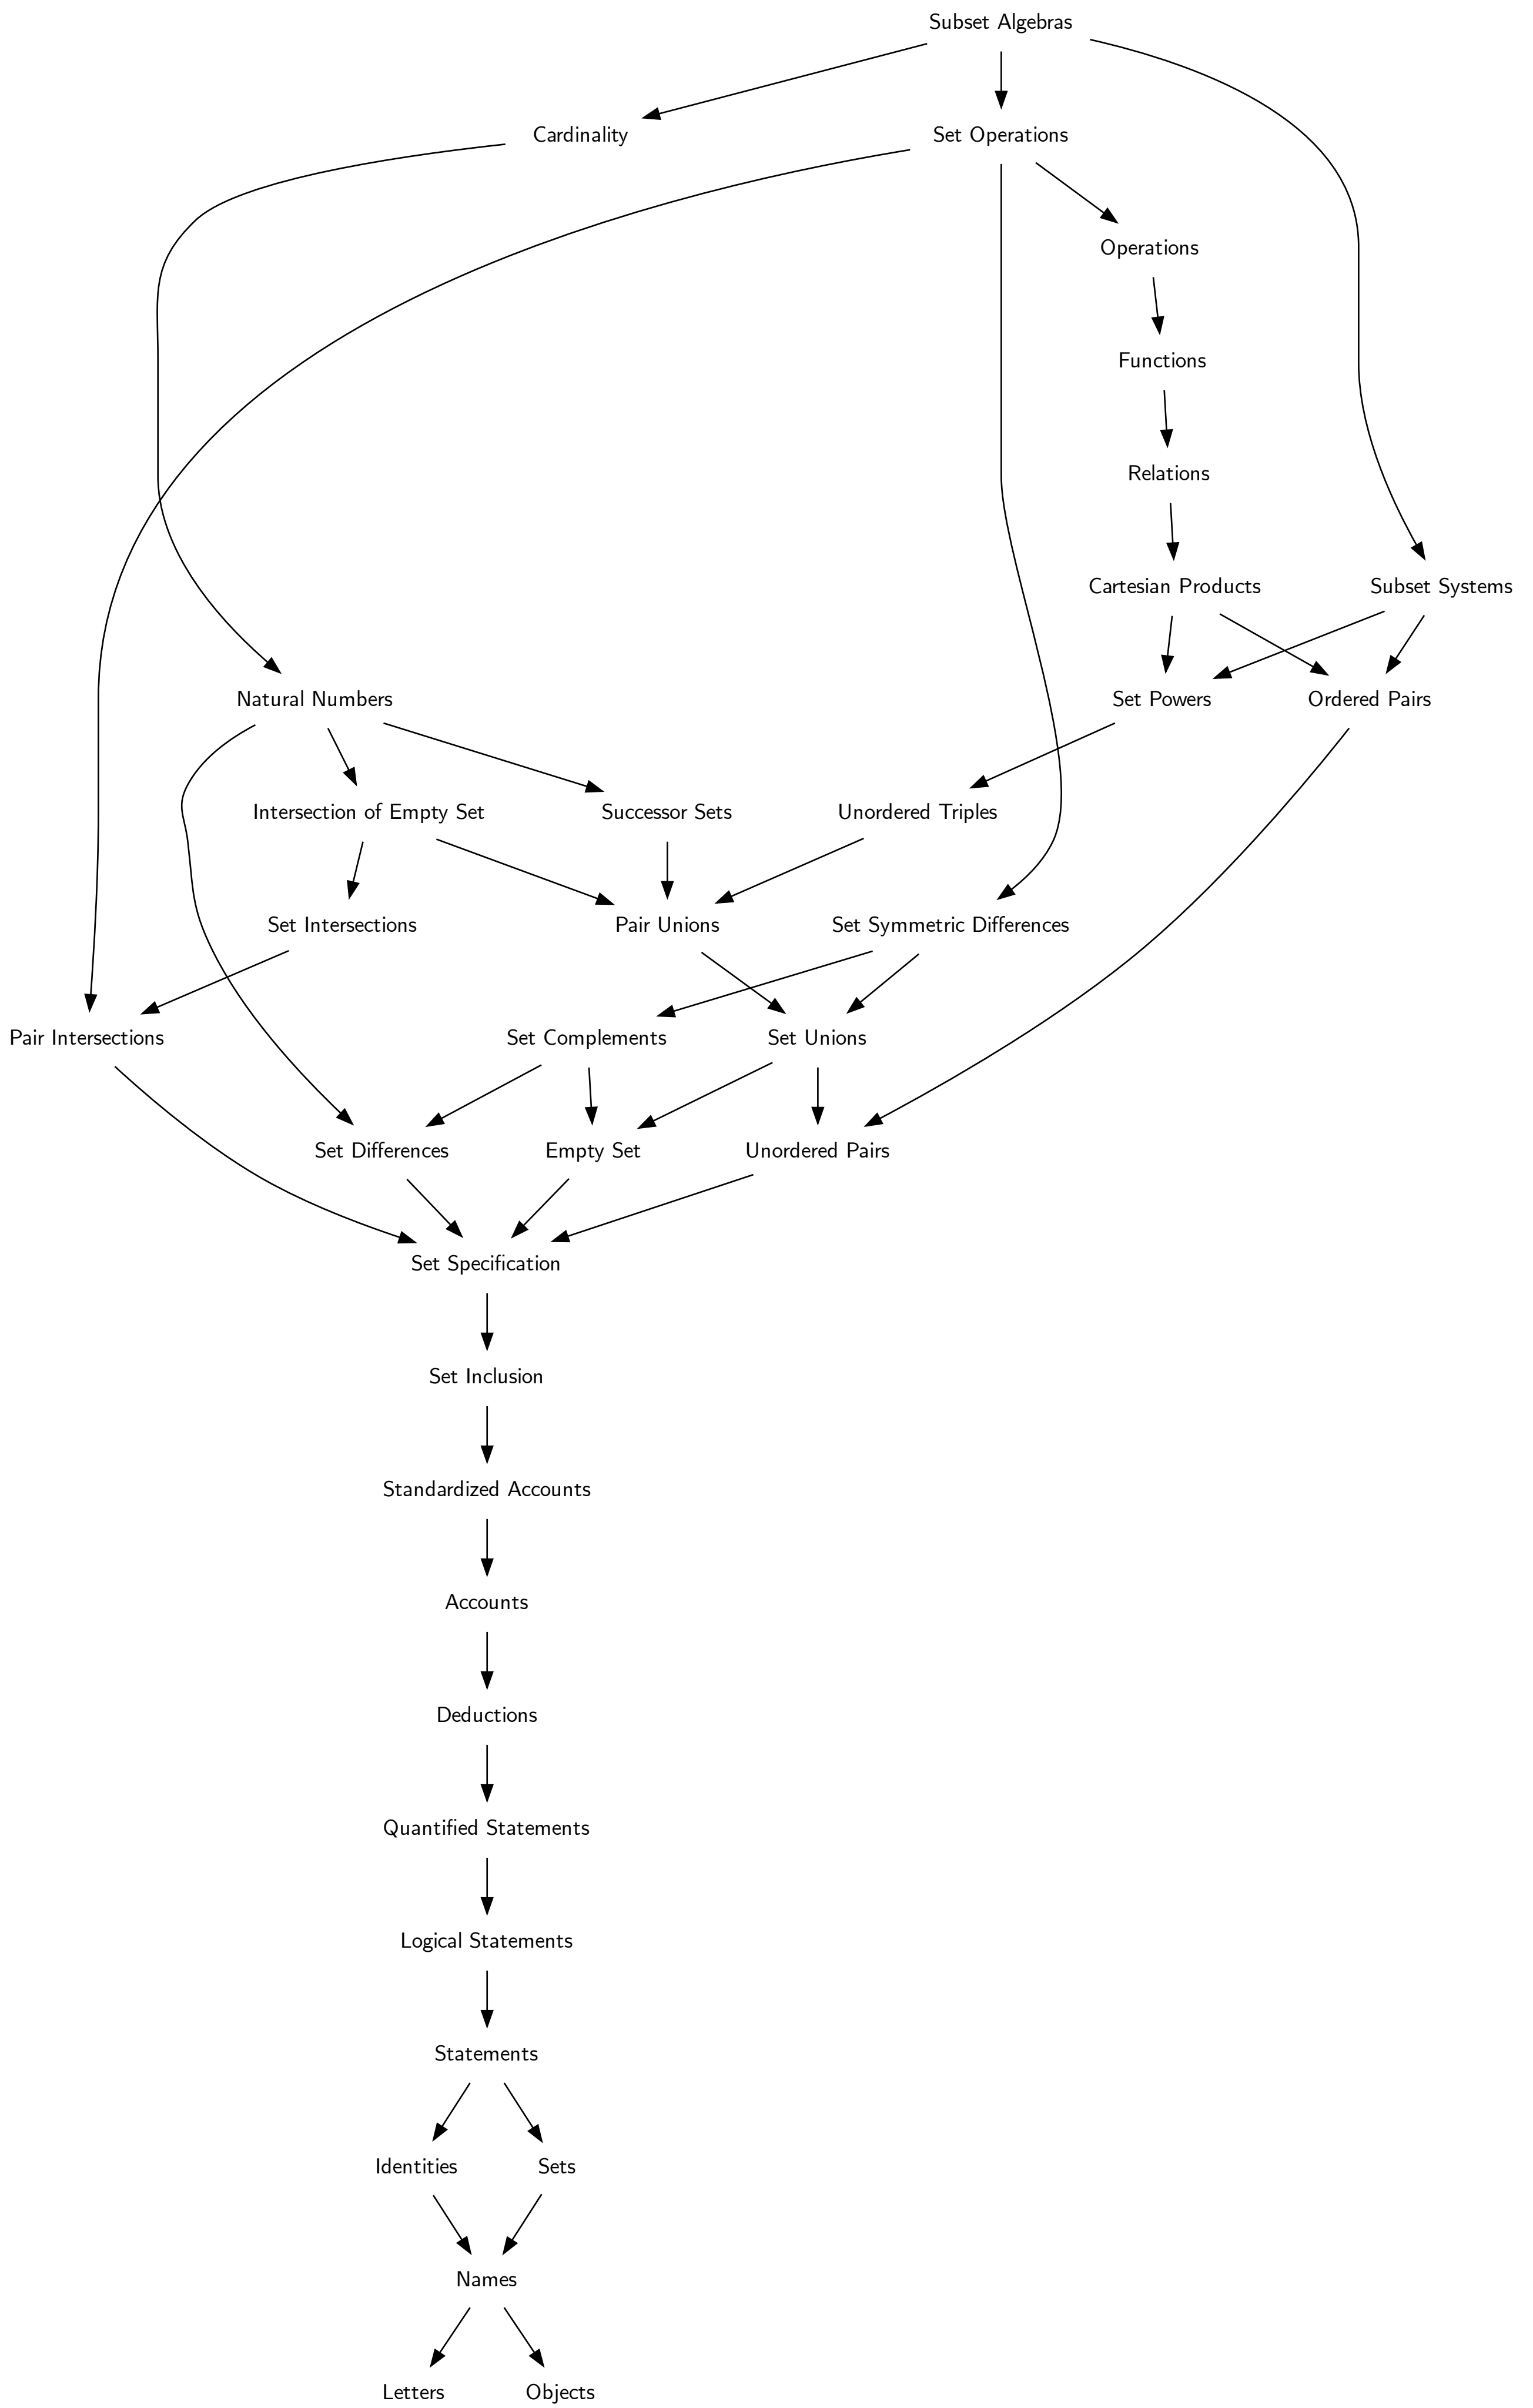 Subset Algebras
Cardinality
Set Operations
Operations
Functions
Relations
Cartesian Products
Subset Systems
Natural Numbers
Set Powers
Ordered Pairs
Intersection of Empty Set
Successor Sets
Unordered Triples
Set Intersections
Pair Unions
Set Symmetric Differences
Pair Intersections
Set Complements
Set Unions
Set Differences
Empty Set
Unordered Pairs
Set Specification
Set Inclusion
Standardized Accounts
Accounts
Deductions
Quantified Statements
Logical Statements
Statements
Identities
Sets
Names
Letters
Objects